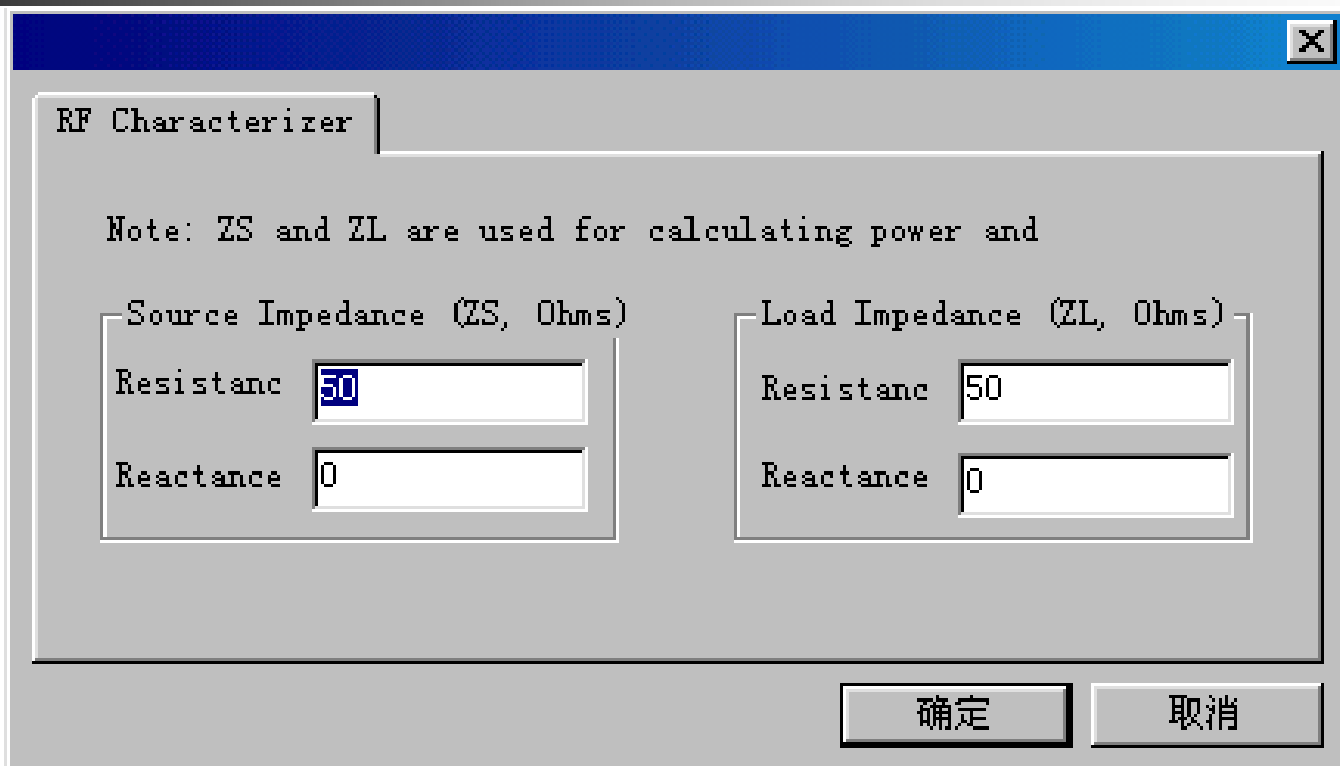 RF Characterizer
Note: ZS and ZL are used for calculating power and
Source Impedance (ZS, Ohms)
Resistanc 50
Reactance 0
Load Impedance (ZL, Ohms)
Resistanc 50
Reactance 0
确定 取消